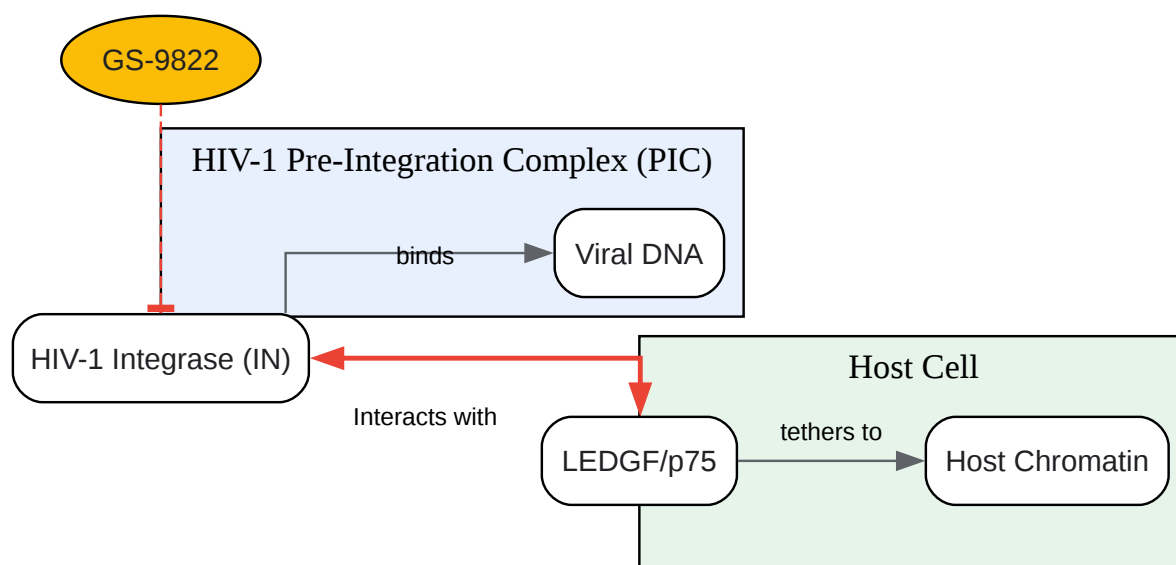 GS-9822
HIV-1 Pre-Integration Complex (PIC)
binds
Viral DNA
HIV-1 Integrase (IN)
Interacts with
Host Cell
LEDGF/p75
tethers to
Host Chromatin